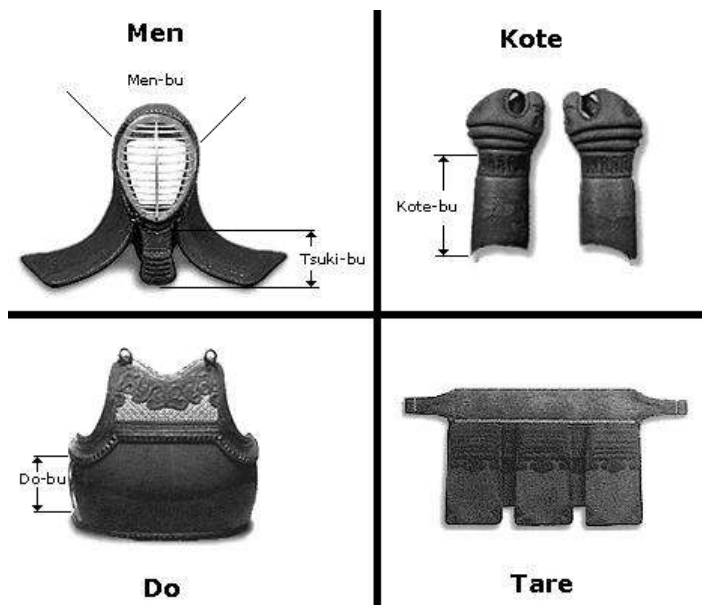 Men
Men-bu
Tsuki-bu
Kote
Kote-bu
Do-bu
Do
Tare